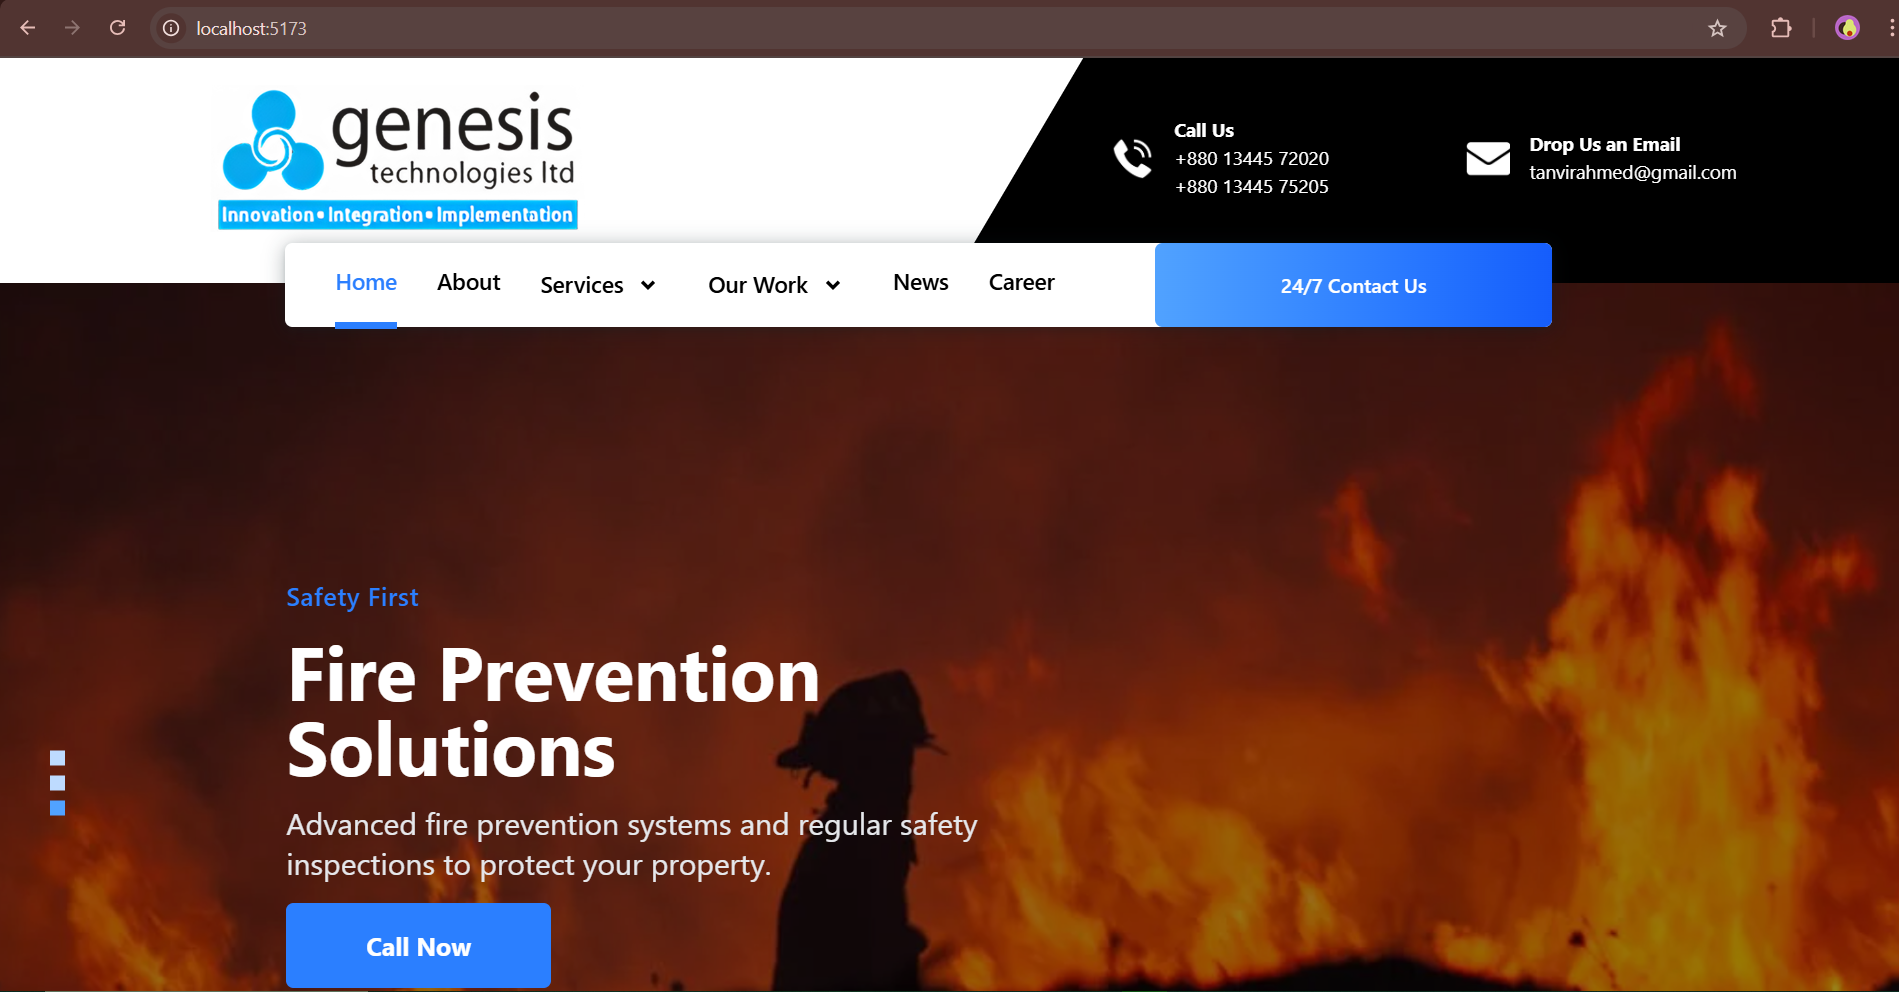 localhost:5173
genesis
technologies ltd
Innovation • Integration • Implementation
Call Us
+880 13445 72020
+880 13445 75205
Drop Us an Email
tanvirahmed@gmail.com
Home About Services Our Work News Career 24/7 Contact Us
Safety First
Fire Prevention
Solutions
Advanced fire prevention systems and regular safety
inspections to protect your property.
Call Now